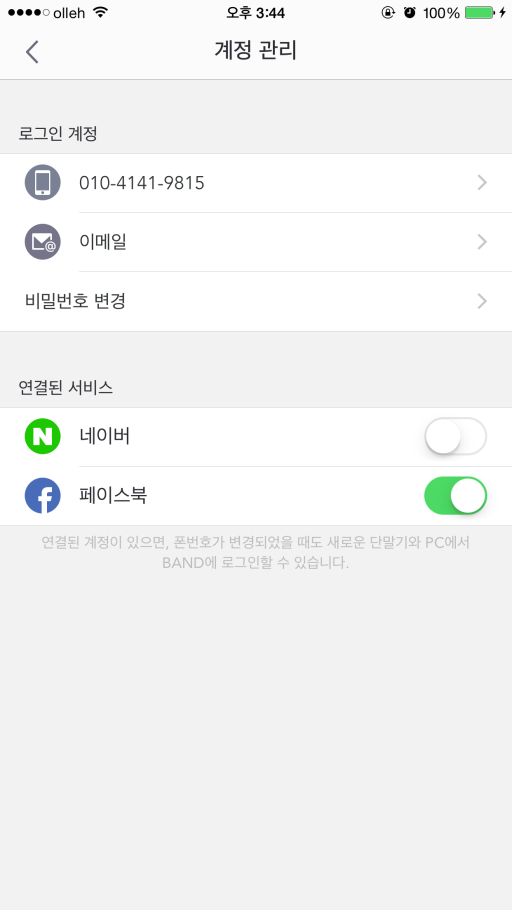 olleh 오후 3:44 100%
계정 관리
로그인 계정
010-4141-9815
이메일
비밀번호 변경
연결된 서비스
네이버
페이스북
연결된 계정이 있으면, 폰번호가 변경되었을 때도 새로운 단말기와 PC에서
BAND에 로그인할 수 있습니다.